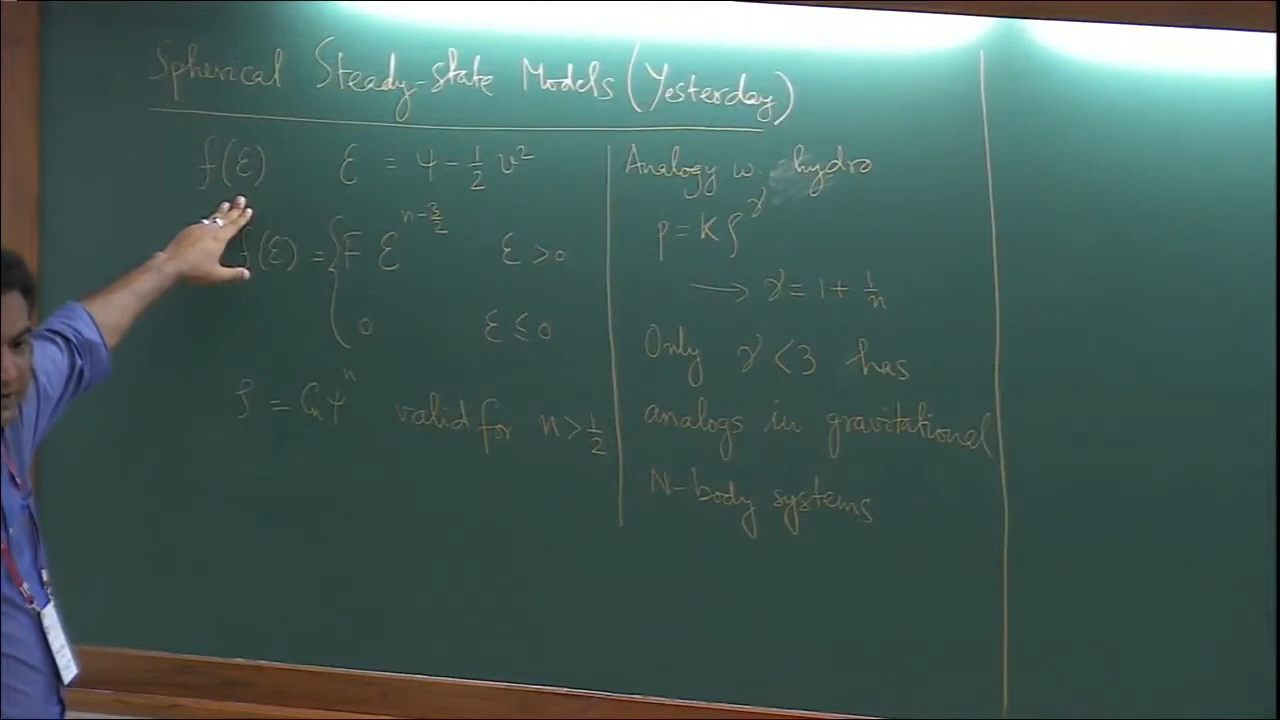 Spherical Steady-state Models (Yesterday)
f(ℰ) ℰ = Ψ - 1/2 v²
f(ℰ) = { F ℰ^(n-3/2) ℰ > 0
0 ℰ ≤ 0
ρ = Cₙ Ψⁿ valid for n > 1/2
Analogy w. hydro
p = K ρ^γ
→ γ = 1 + 1/n
Only γ < 3 has
analogs in gravitational
N-body systems